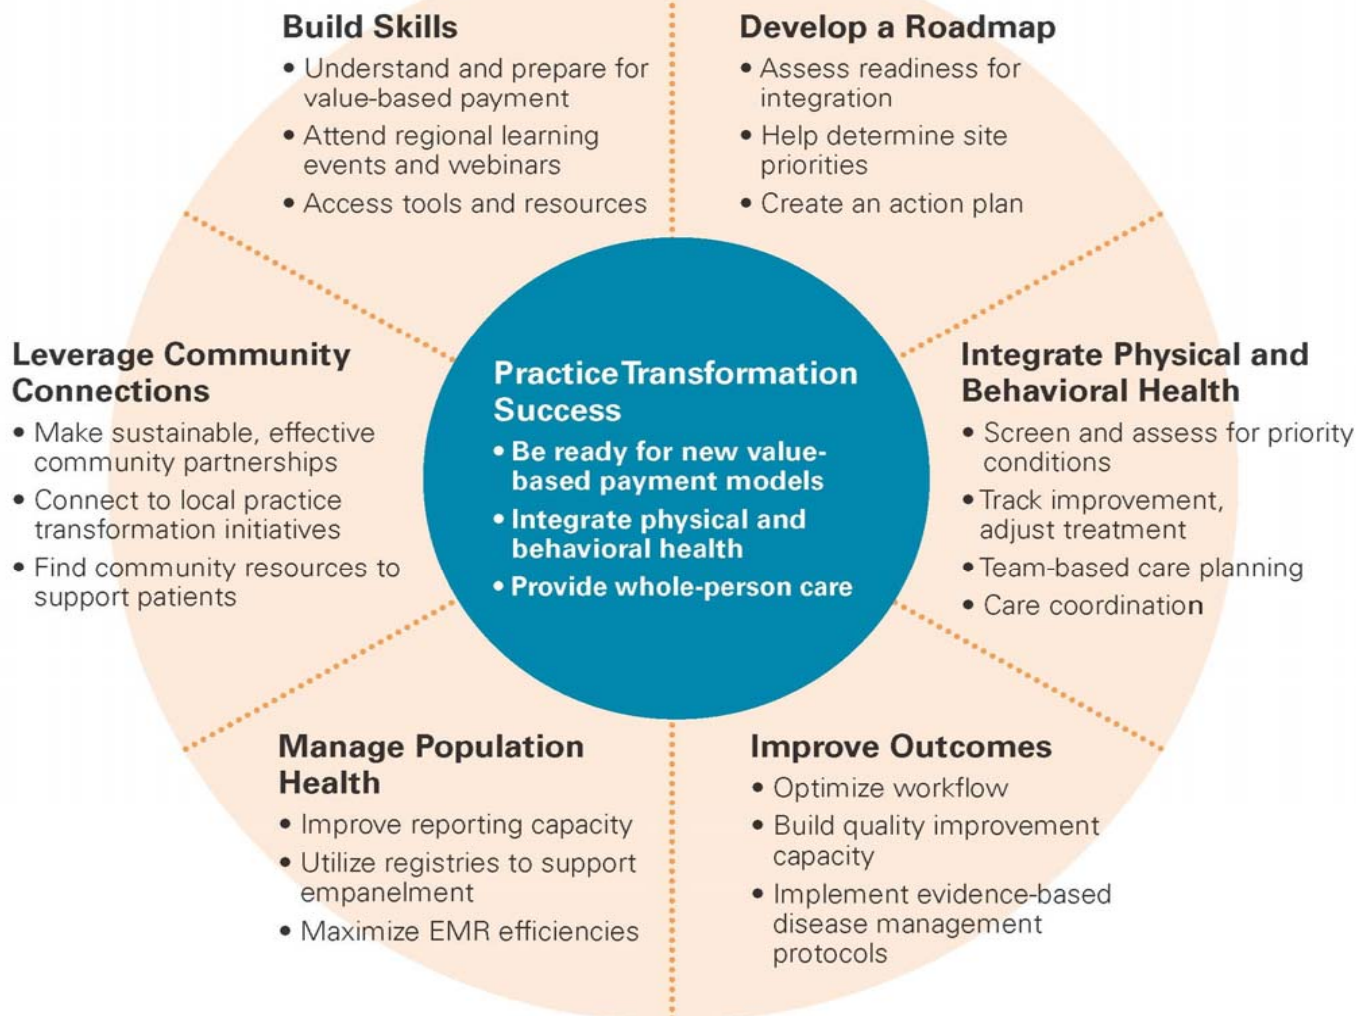 Build Skills
• Understand and prepare for
value-based payment
• Attend regional learning
events and webinars
• Access tools and resources
Develop a Roadmap
• Assess readiness for
integration
• Help determine site
priorities
• Create an action plan
Leverage Community
Connections
• Make sustainable, effective
community partnerships
• Connect to local practice
transformation initiatives
• Find community resources to
support patients
Practice Transformation
Success
• Be ready for new value-
based payment models
• Integrate physical and
behavioral health
• Provide whole-person care
Integrate Physical and
Behavioral Health
• Screen and assess for priority
conditions
• Track improvement,
adjust treatment
• Team-based care planning
• Care coordination
Manage Population
Health
• Improve reporting capacity
• Utilize registries to support
empanelment
• Maximize EMR efficiencies
Improve Outcomes
• Optimize workflow
• Build quality improvement
capacity
• Implement evidence-based
disease management
protocols